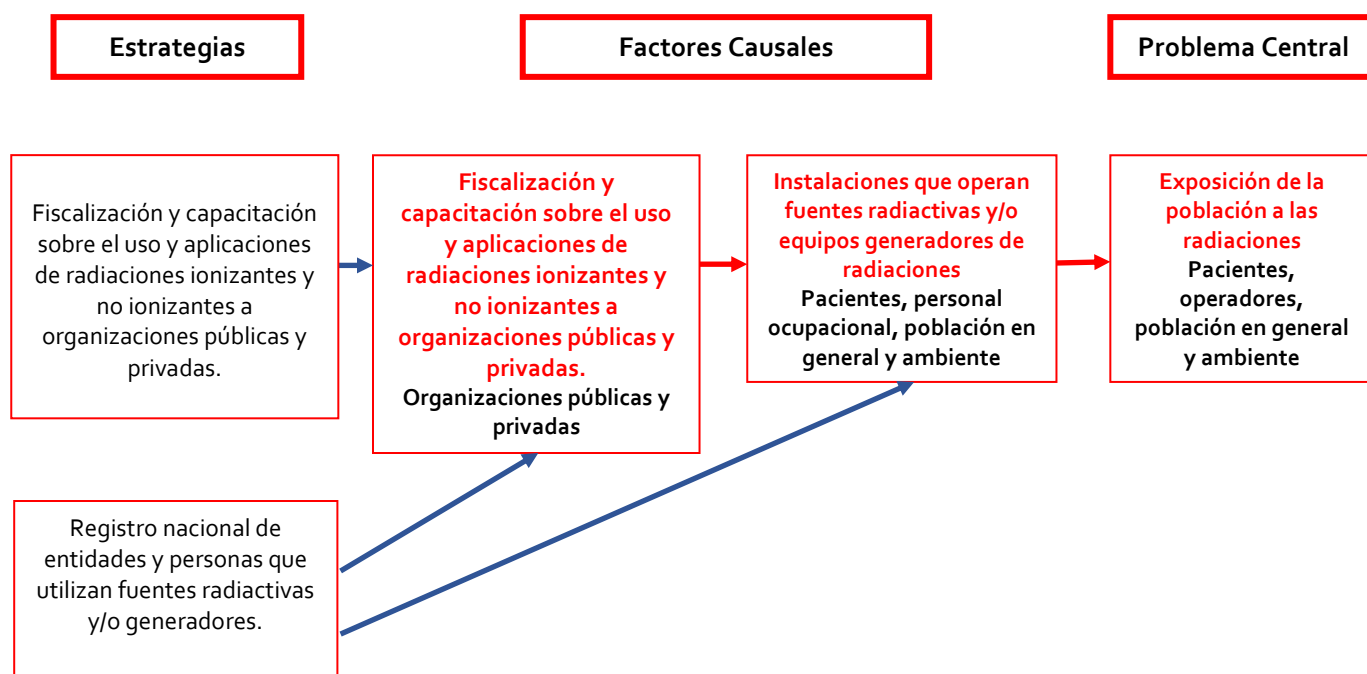 Estrategias
Factores Causales
Problema Central
Fiscalización y capacitación
sobre el uso y aplicaciones
de radiaciones ionizantes y
no ionizantes a
organizaciones públicas y
privadas.
Fiscalización y
capacitación sobre el uso
y aplicaciones de
radiaciones ionizantes y
no ionizantes a
organizaciones públicas y
privadas.
Organizaciones públicas y
privadas
Instalaciones que operan
fuentes radiactivas y/o
equipos generadores de
radiaciones
Pacientes, personal
ocupacional, población en
general y ambiente
Exposición de la
población a las
radiaciones
Pacientes,
operadores,
población en general
y ambiente
Registro nacional de
entidades y personas que
utilizan fuentes radiactivas
y/o generadores.